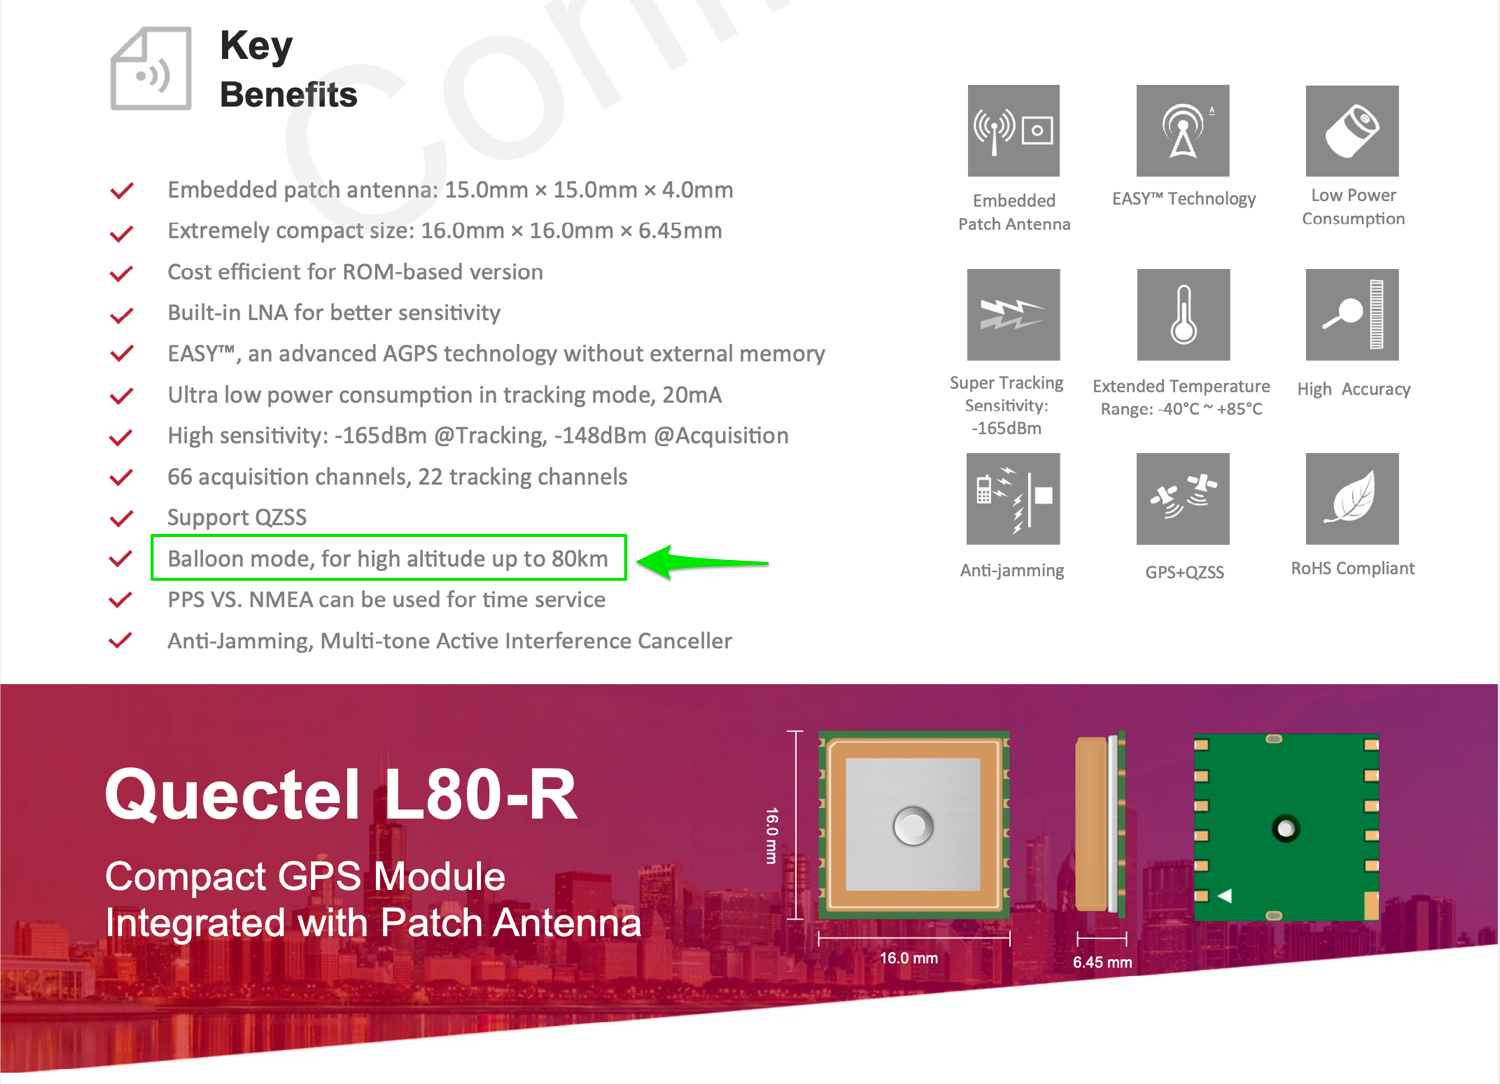 Key
Benefits
Embedded patch antenna: 15.0mm × 15.0mm × 4.0mm
Extremely compact size: 16.0mm × 16.0mm × 6.45mm
Cost efficient for ROM-based version
Built-in LNA for better sensitivity
EASY™, an advanced AGPS technology without external memory
Ultra low power consumption in tracking mode, 20mA
High sensitivity: -165dBm @Tracking, -148dBm @Acquisition
66 acquisition channels, 22 tracking channels
Support QZSS
Balloon mode, for high altitude up to 80km
PPS VS. NMEA can be used for time service
Anti-Jamming, Multi-tone Active Interference Canceller
Embedded
Patch Antenna
A
EASY™ Technology
Low Power
Consumption
Super Tracking
Sensitivity:
-165dBm
Extended Temperature
Range: -40°C ~ +85°C
High Accuracy
Anti-jamming
GPS+QZSS
RoHS Compliant
Quectel L80-R
Compact GPS Module
Integrated with Patch Antenna
16.0 mm
16.0 mm
6.45 mm